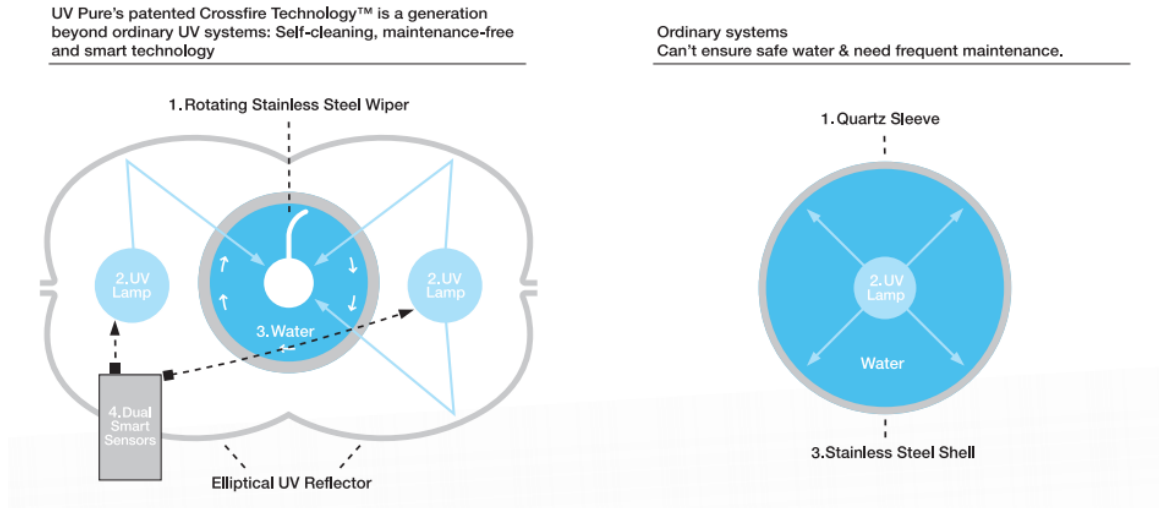 UV Pure's patented Crossfire Technology™ is a generation
beyond ordinary UV systems: Self-cleaning, maintenance-free
and smart technology
Ordinary systems
Can't ensure safe water & need frequent maintenance.
1. Rotating Stainless Steel Wiper
2. UV
Lamp
2. UV
Lamp
3. Water
4. Dual
Smart
Sensors
Elliptical UV Reflector
1. Quartz Sleeve
2. UV
Lamp
Water
3. Stainless Steel Shell